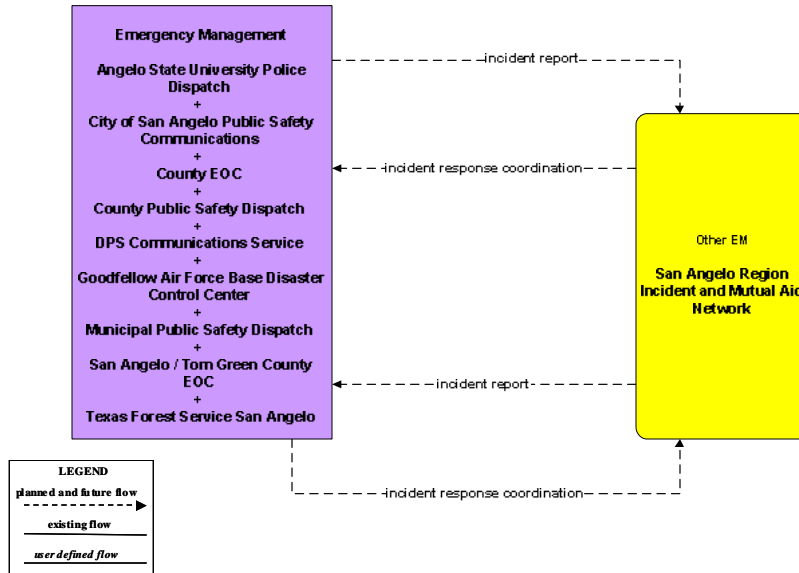 Emergency Management
Angelo State University Police
Dispatch
+
City of San Angelo Public Safety
Communications
+
County EOC
+
County Public Safety Dispatch
+
DPS Communications Service
+
Goodfellow Air Force Base Disaster
Control Center
+
Municipal Public Safety Dispatch
+
San Angelo / Tom Green County
EOC
+
Texas Forest Service San Angelo
incident report
incident response coordination
incident report
incident response coordination
Other EM
San Angelo Region
Incident and Mutual Aid
Network
LEGEND
planned and future flow
existing flow
user defined flow